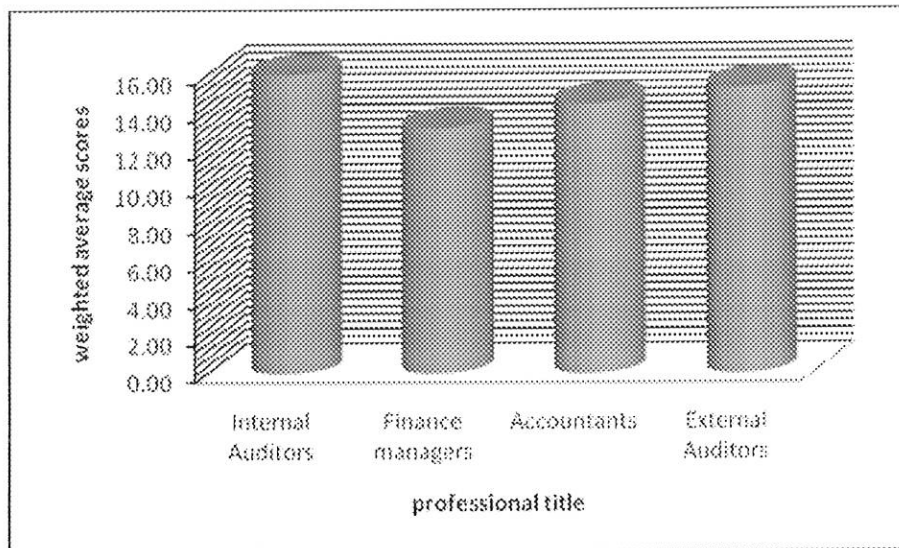 weighted average scores
16.00
14.00
12.00
10.00
8.00
6.00
4.00
2.00
0.00
Internal
Auditors
Finance
managers
Accountants
External
Auditors
professional title